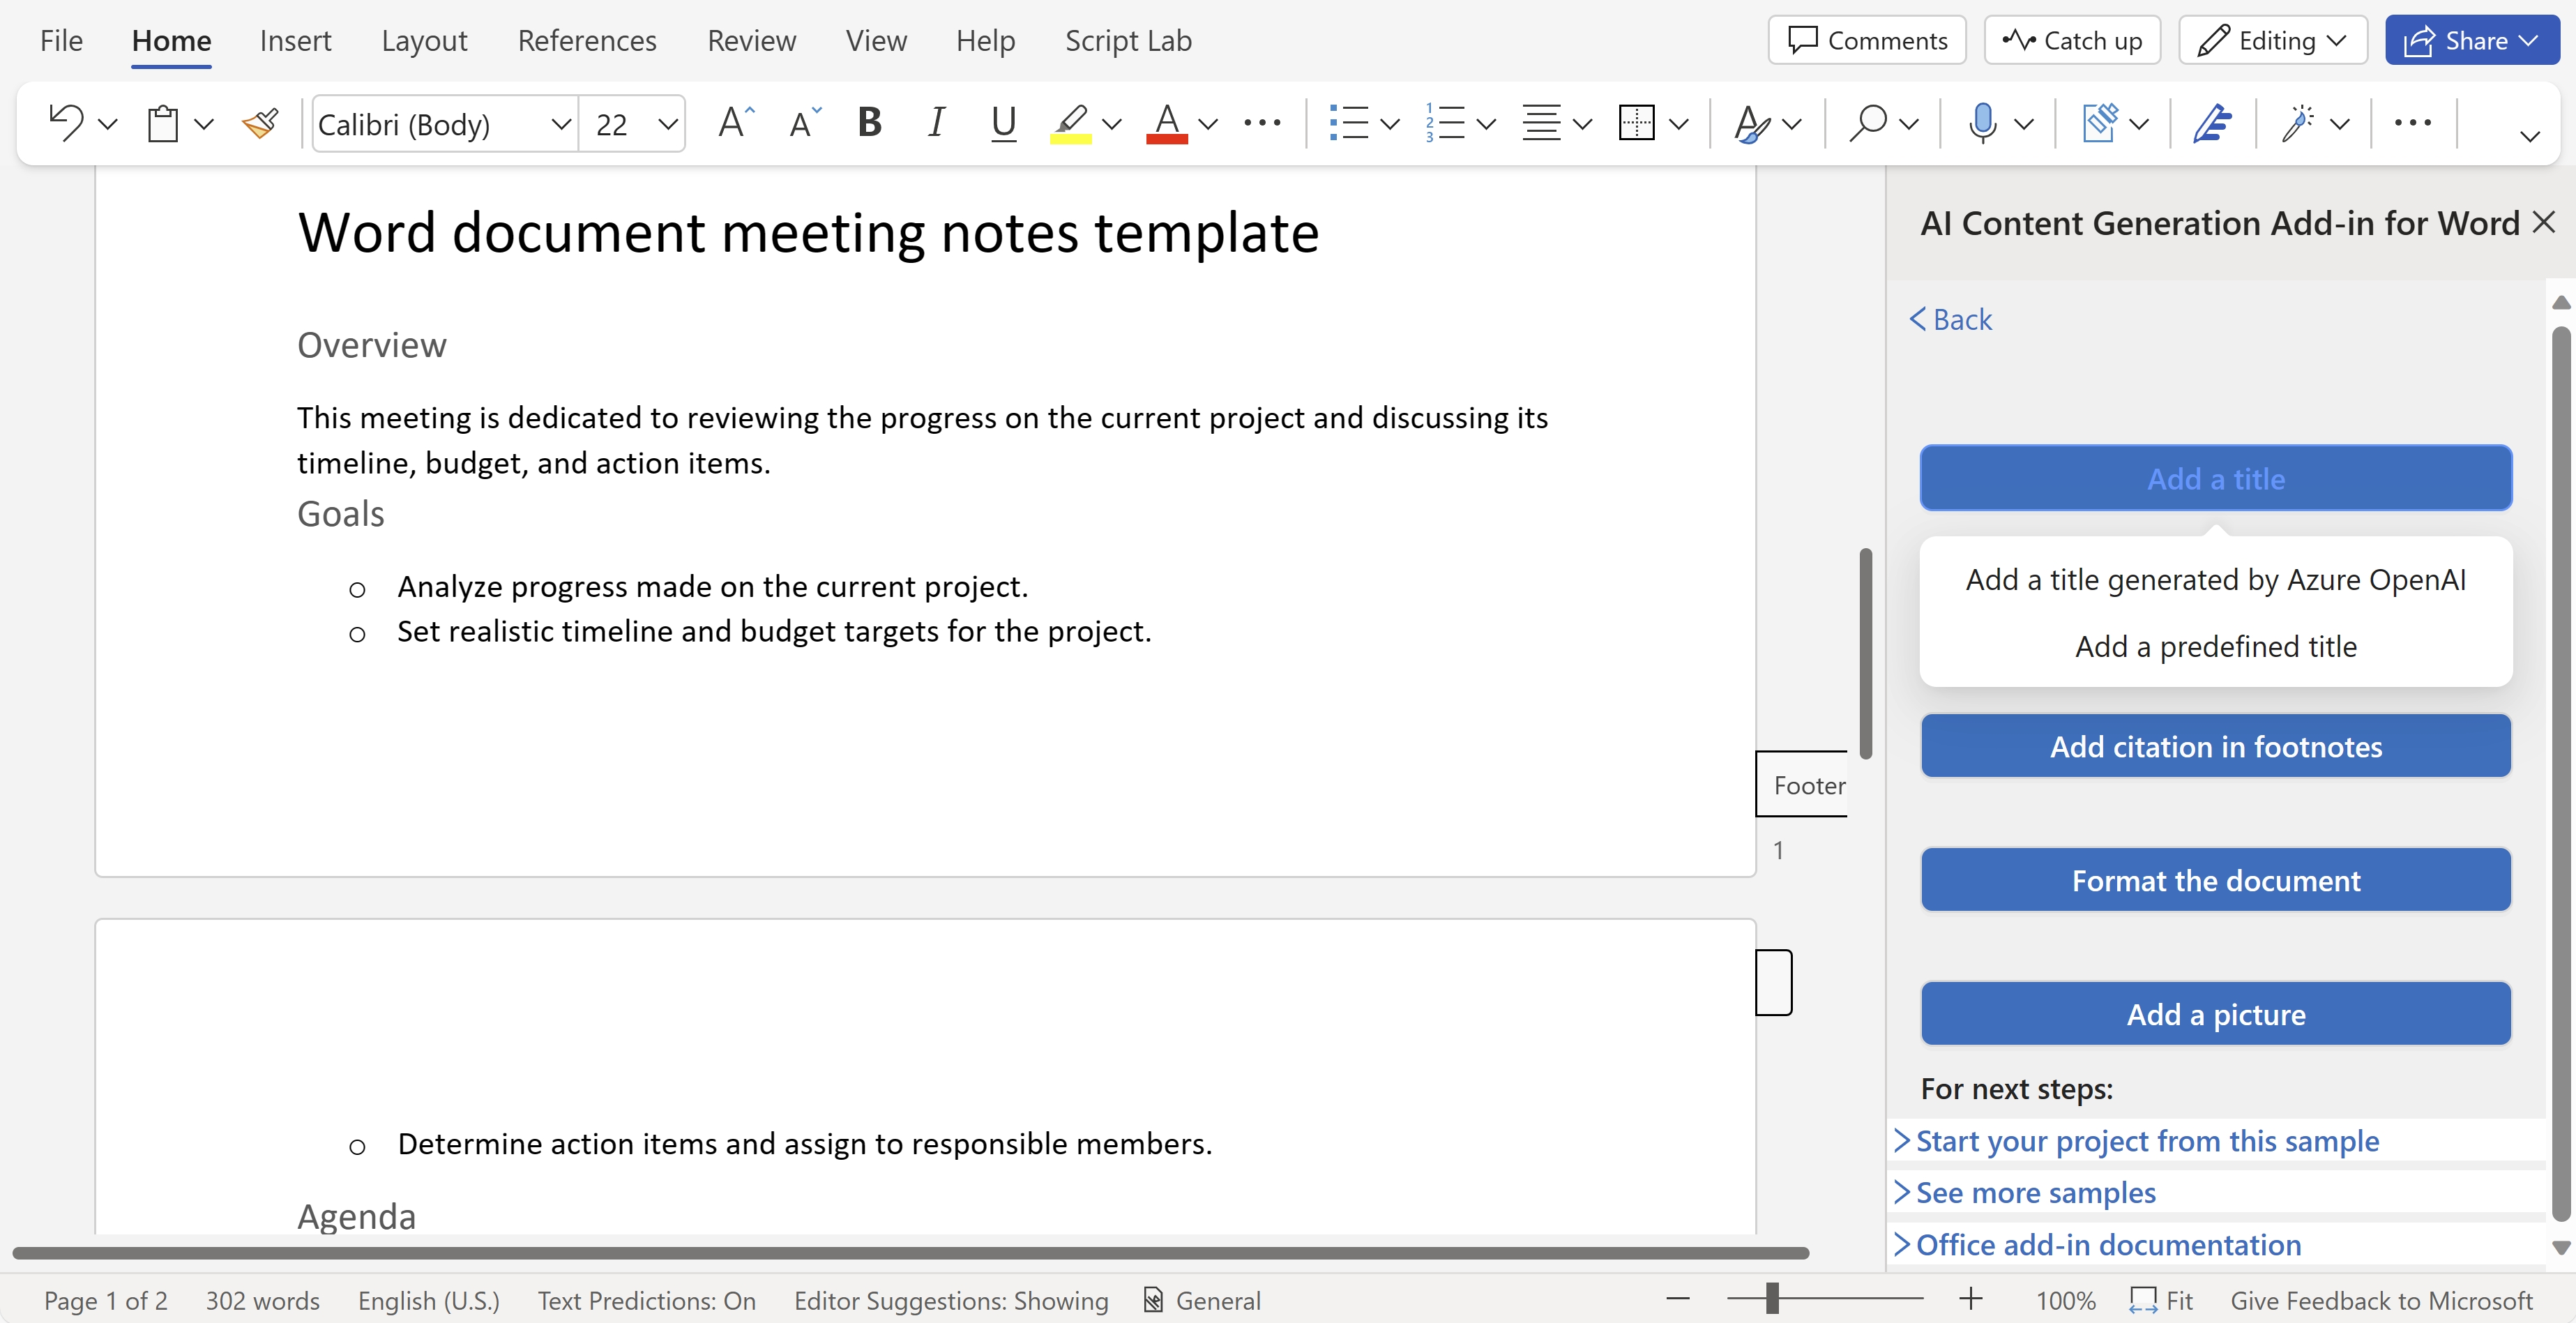 File Home Insert Layout References Review View Help Script Lab Comments Catch up Editing Share
Calibri (Body) 22 A A B I U A 1 2 3
Word document meeting notes template
Overview
This meeting is dedicated to reviewing the progress on the current project and discussing its
timeline, budget, and action items.
Goals
o Analyze progress made on the current project.
o Set realistic timeline and budget targets for the project.
Footer
1
o Determine action items and assign to responsible members.
Agenda
AI Content Generation Add-in for Word
Back
Add a title
Add a title generated by Azure OpenAI
Add a predefined title
Add citation in footnotes
Format the document
Add a picture
For next steps:
Start your project from this sample
See more samples
Office add-in documentation
Page 1 of 2 302 words English (U.S.) Text Predictions: On Editor Suggestions: Showing General 100% Fit Give Feedback to Microsoft